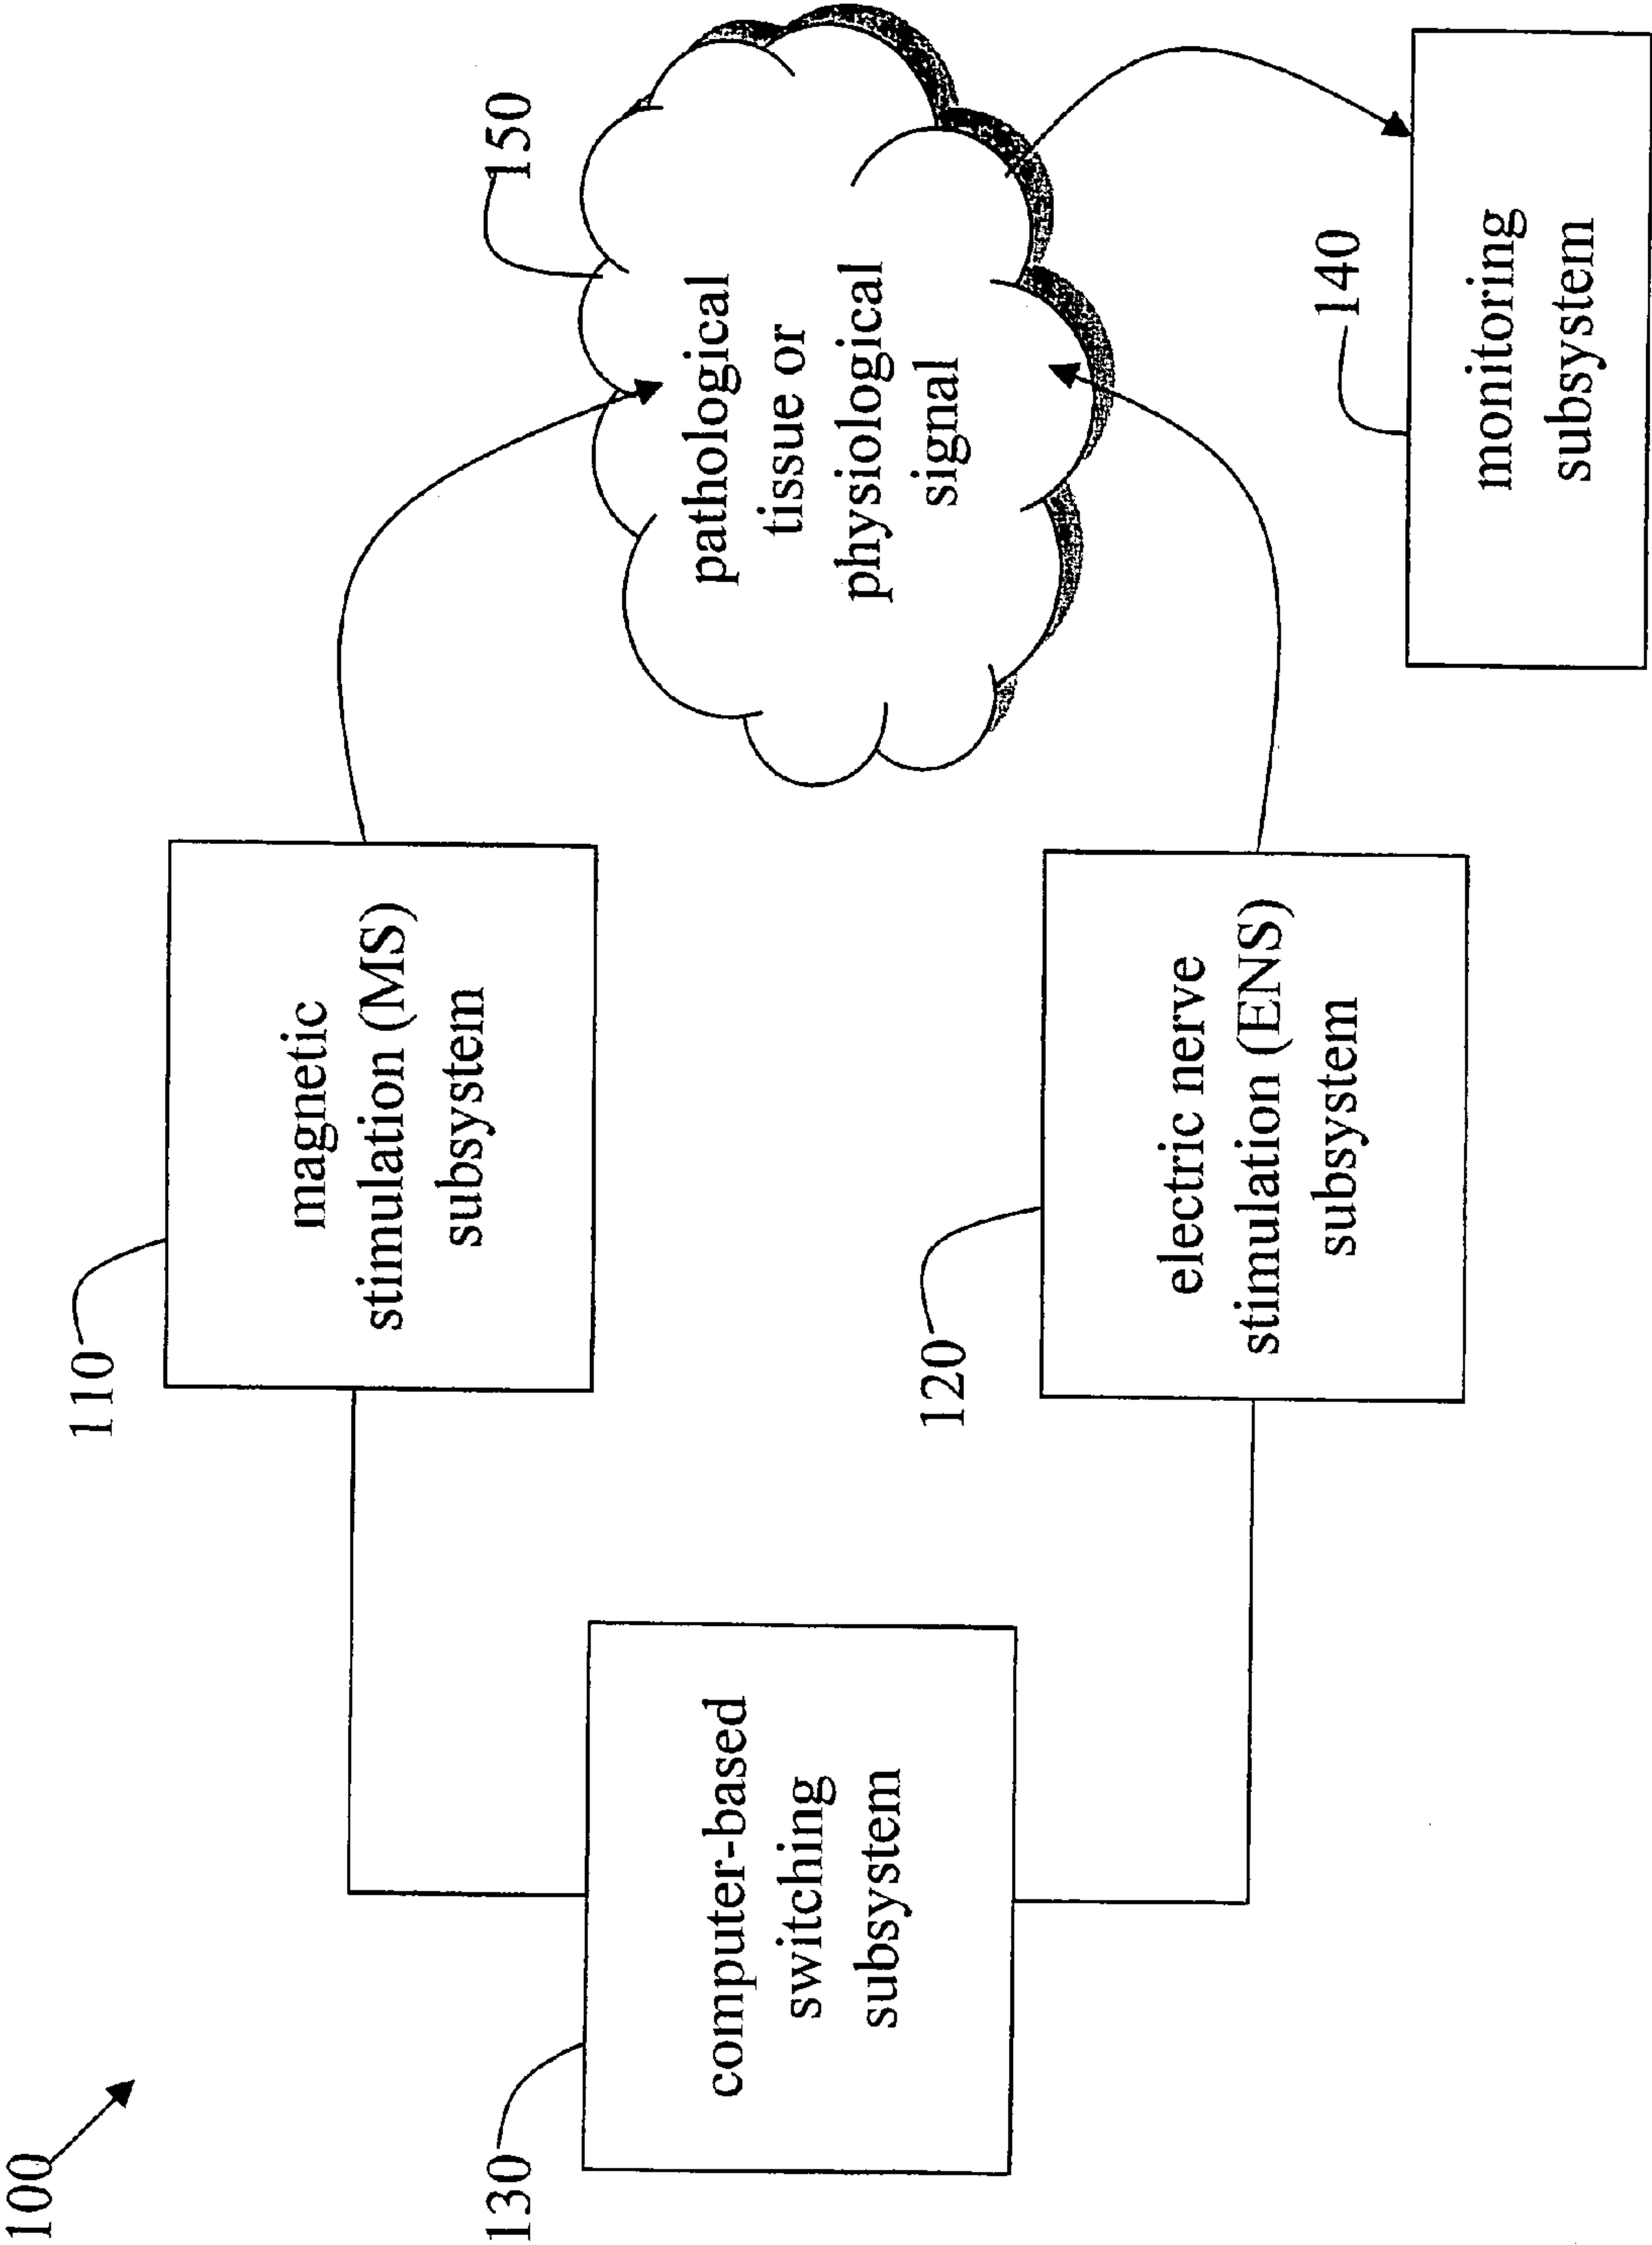 100
110
magnetic
stimulation (MS)
subsystem
150
130
computer-based
switching
subsystem
pathological
tissue or
physiological
signal
120
electric nerve
stimulation (ENS)
subsystem
140
monitoring
subsystem